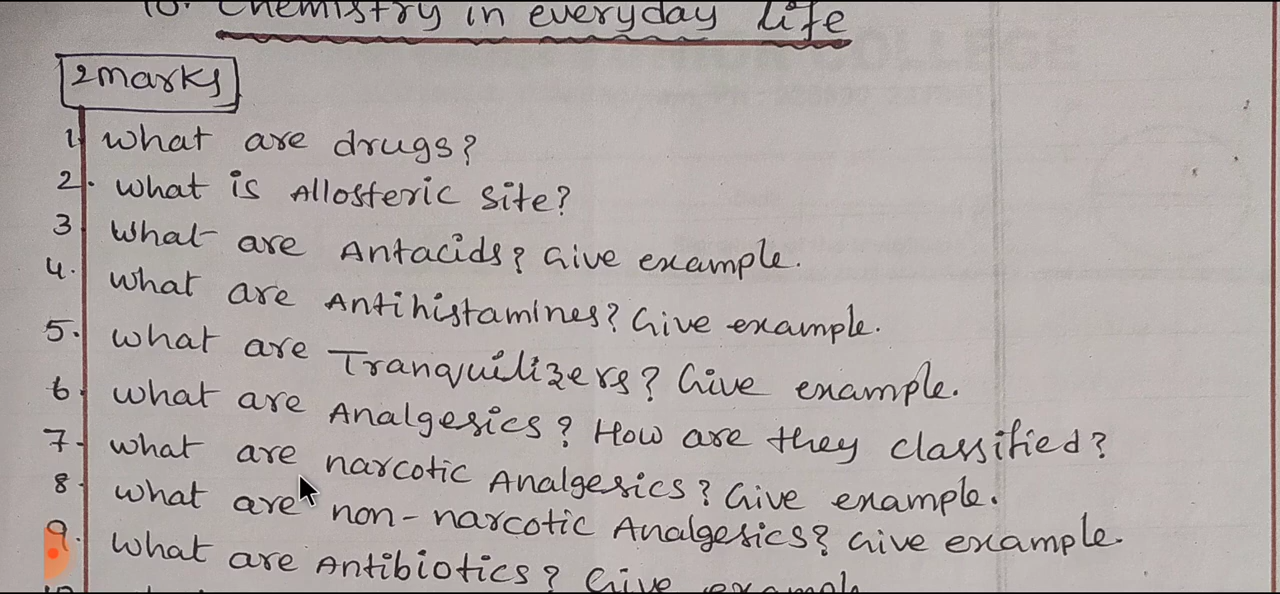 10. Chemistry in everyday life
2marks
1. What are drugs?
2. What is Allosteric site?
3 What are Antacids? Give example.
4. What are Antihistamines? Give example.
5. What are Tranquilizers? Give example.
6. What are Analgesics? How are they classified?
7. What are narcotic Analgesics? Give example.
8. What are non-narcotic Analgesics? Give example.
9. What are Antibiotics? Give example